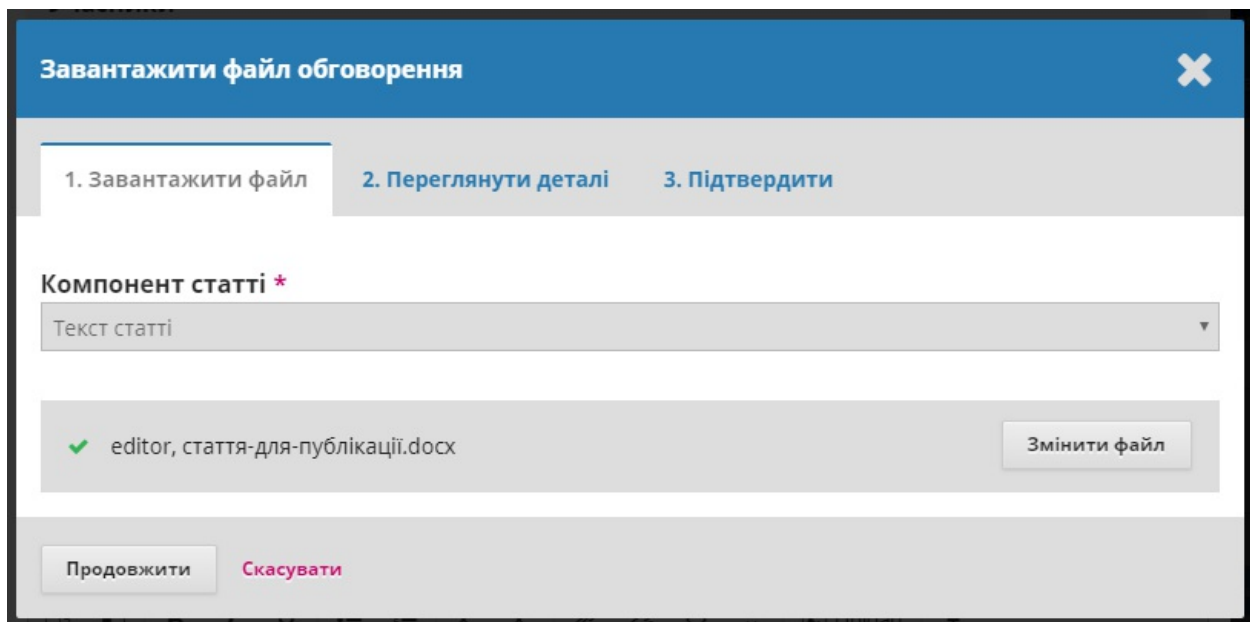 Завантажити файл обговорення
1. Завантажити файл
2. Переглянути деталі
3. Підтвердити
Компонент статті *
Текст статті
editor, стаття-для-публікації.docx
Змінити файл
Продовжити
Скасувати